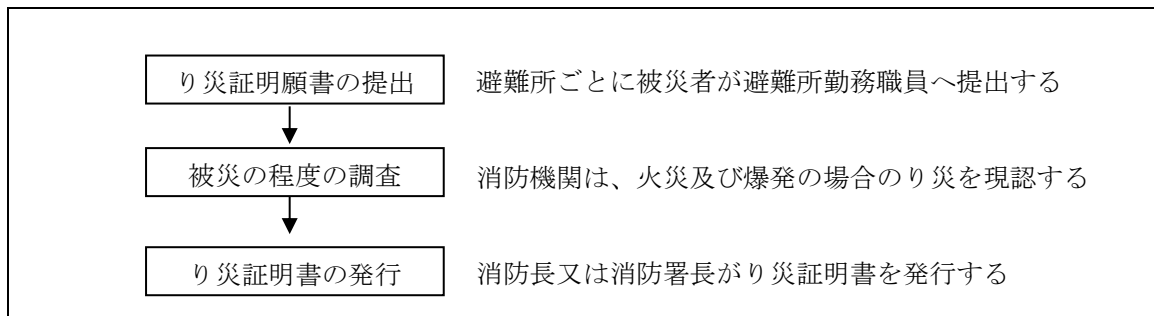 り災証明願書の提出 避難所ごとに被災者が避難所勤務職員へ提出する
被災の程度の調査 消防機関は、火災及び爆発の場合のり災を現認する
り災証明書の発行 消防長又は消防署長がり災証明書を発行する